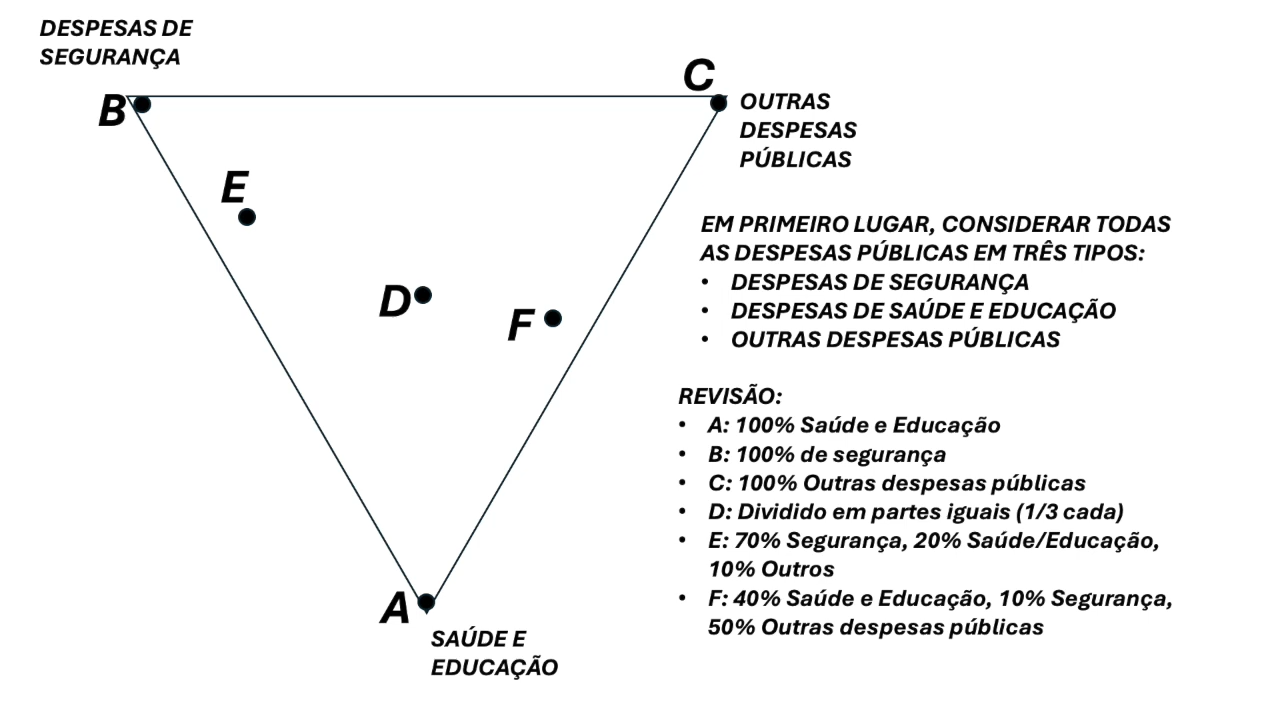 DESPESAS DE
SEGURANÇA
B
C
OUTRAS
DESPESAS
PÚBLICAS
E
D
F
A
SAÚDE E
EDUCAÇÃO
EM PRIMEIRO LUGAR, CONSIDERAR TODAS
AS DESPESAS PÚBLICAS EM TRÊS TIPOS:
• DESPESAS DE SEGURANÇA
• DESPESAS DE SAÚDE E EDUCAÇÃO
• OUTRAS DESPESAS PÚBLICAS
REVISÃO:
• A: 100% Saúde e Educação
• B: 100% de segurança
• C: 100% Outras despesas públicas
• D: Dividido em partes iguais (1/3 cada)
• E: 70% Segurança, 20% Saúde/Educação,
10% Outros
• F: 40% Saúde e Educação, 10% Segurança,
50% Outras despesas públicas